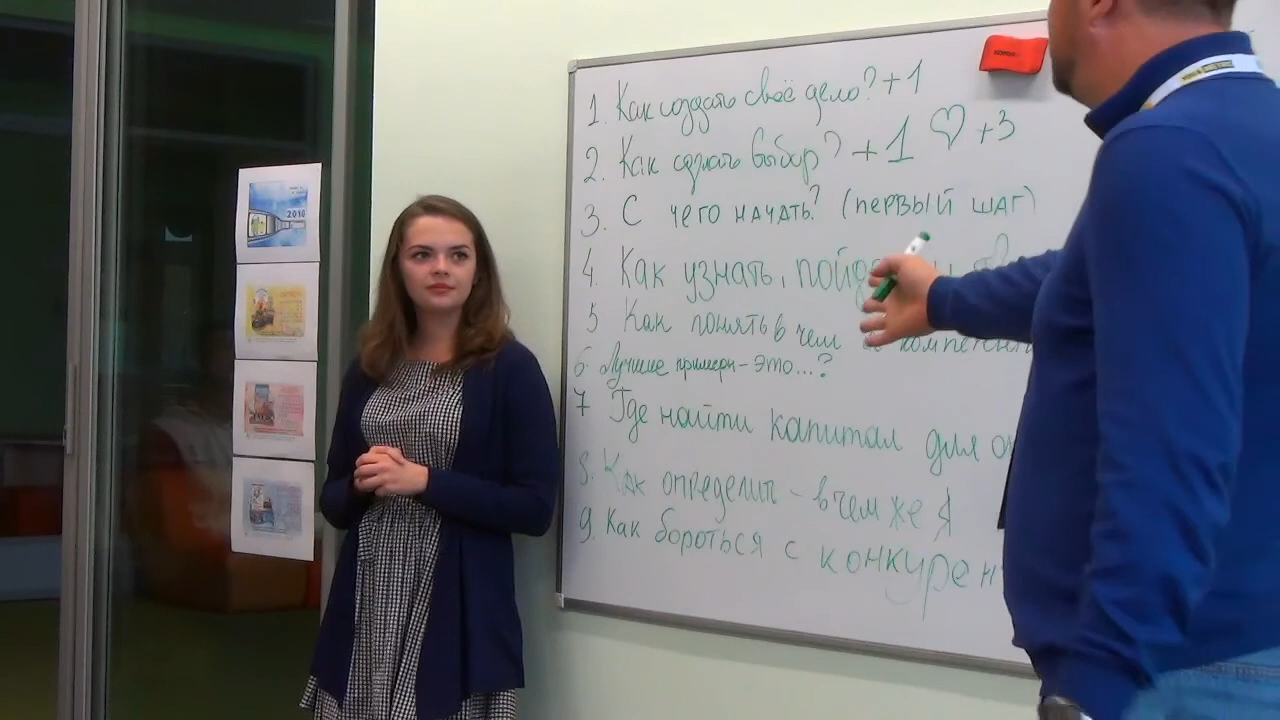 1. Как создать своё дело? +1
2. Как сделать выбор? +1 ♡ +3
3. С чего начать? (первый шаг)
4. Как узнать,
5 Как понять в чем
6. Лучшие примеры - это...?
7 Где найти капитал для
8. Как определить - в чем же Я
9. Как бороться с
2010